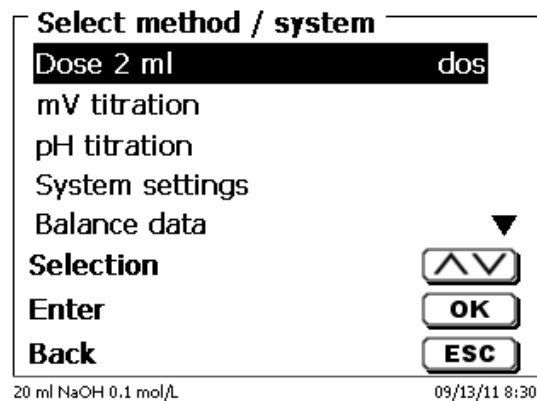 Select method / system
Dose 2 ml dos
mV titration
pH titration
System settings
Balance data
Selection
Enter OK
Back ESC
20 ml NaOH 0.1 mol/L 09/13/11 8:30